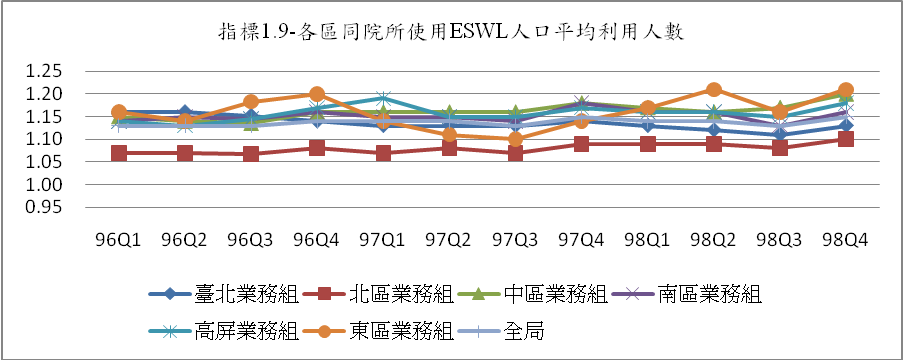 指標1.9-各區同院所使用ESWL人口平均利用人數
1.25
1.20
1.15
1.10
1.05
1.00
0.95
96Q1 96Q2 96Q3 96Q4 97Q1 97Q2 97Q3 97Q4 98Q1 98Q2 98Q3 98Q4
臺北業務組 北區業務組 中區業務組 南區業務組
高屏業務組 東區業務組 全局